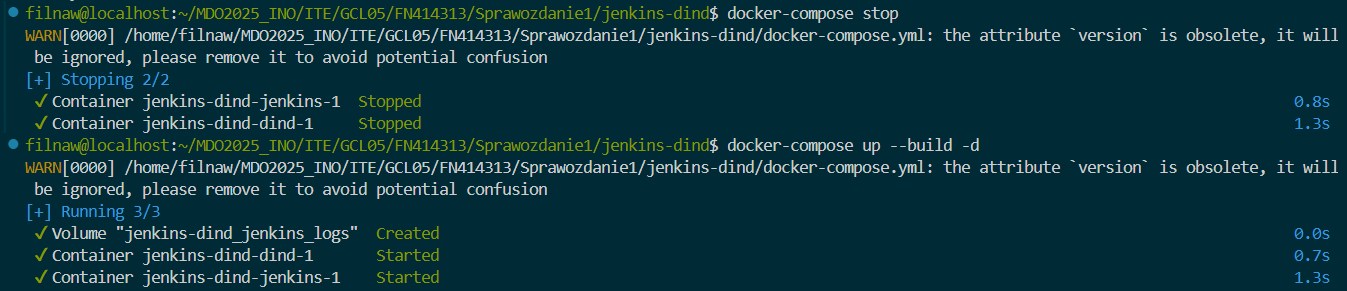 filnaw@localhost:~/MDO2025_INO/ITE/GCL05/FN414313/Sprawozdanie1/jenkins-dind$ docker-compose stop
WARN[0000] /home/filnaw/MDO2025_INO/ITE/GCL05/FN414313/Sprawozdanie1/jenkins-dind/docker-compose.yml: the attribute `version` is obsolete, it will
be ignored, please remove it to avoid potential confusion
[+] Stopping 2/2
✔ Container jenkins-dind-jenkins-1 Stopped 0.8s
✔ Container jenkins-dind-dind-1 Stopped 1.3s
filnaw@localhost:~/MDO2025_INO/ITE/GCL05/FN414313/Sprawozdanie1/jenkins-dind$ docker-compose up --build -d
WARN[0000] /home/filnaw/MDO2025_INO/ITE/GCL05/FN414313/Sprawozdanie1/jenkins-dind/docker-compose.yml: the attribute `version` is obsolete, it will
be ignored, please remove it to avoid potential confusion
[+] Running 3/3
✔ Volume "jenkins-dind_jenkins_logs" Created 0.0s
✔ Container jenkins-dind-dind-1 Started 0.7s
✔ Container jenkins-dind-jenkins-1 Started 1.3s